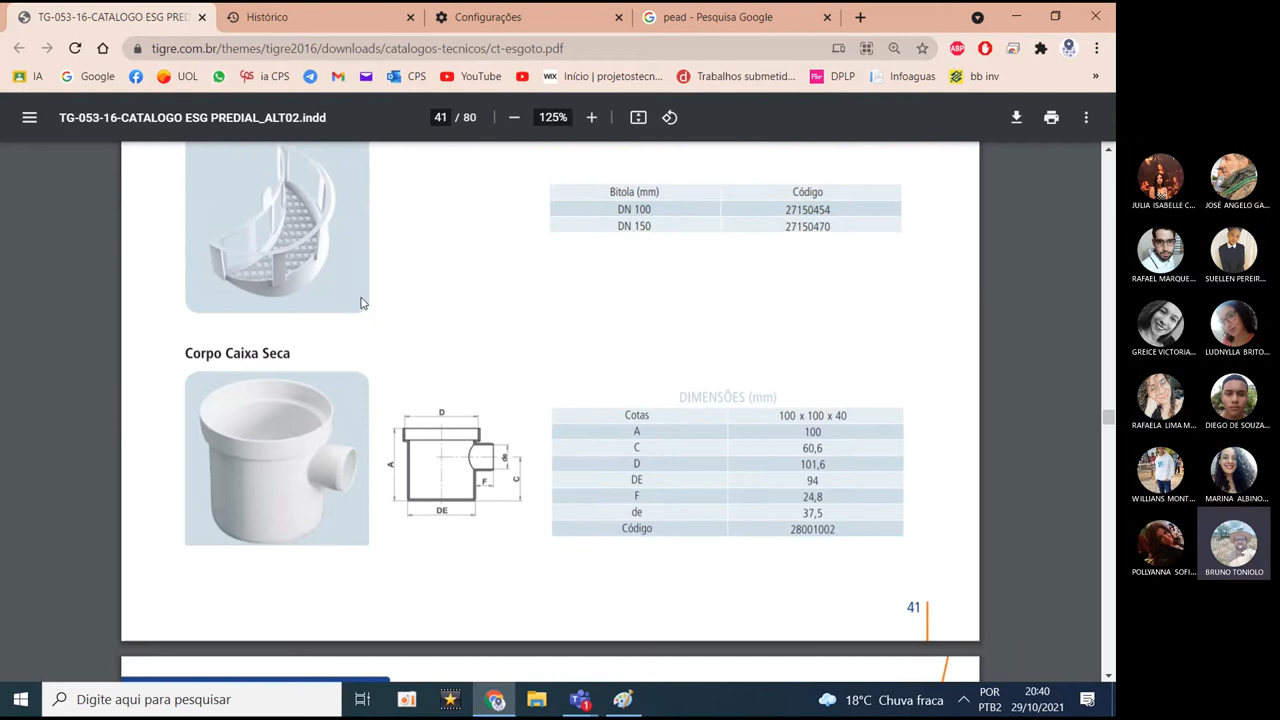 TG-053-16-CATALOGO ESG PRED
Histórico
Configurações
pead - Pesquisa Google
tigre.com.br/themes/tigre2016/downloads/catalogos-tecnicos/ct-esgoto.pdf
ABP
IA
Google
UOL
ia CPS
CPS
YouTube
WIX
Início | projetostecn...
Trabalhos submetid...
DPLP
Infoaguas
bb inv
»
TG-053-16-CATALOGO ESG PREDIAL_ALT02.indd
41 / 80
125%
Bitola (mm) Código
DN 100 27150454
DN 150 27150470
Corpo Caixa Seca
D
A
de
F
C
DE
DIMENSÕES (mm)
Cotas 100 x 100 x 40
A 100
C 60,6
D 101,6
DE 94
F 24,8
de 37,5
Código 28001002
41
JULIA ISABELLE C...
JOSÉ ANGELO GA...
RAFAEL MARQUE...
SUELLEN PEREIR...
GREICE VICTORIA...
LUDNYLLA BRITO...
RAFAELA LIMA M...
DIEGO DE SOUZA...
WILLIANS MONT...
MARINA ALBINO...
POLLYANNA SOFI...
BRUNO TONIOLO
Digite aqui para pesquisar
18°C Chuva fraca
POR
PTB2
20:40
29/10/2021